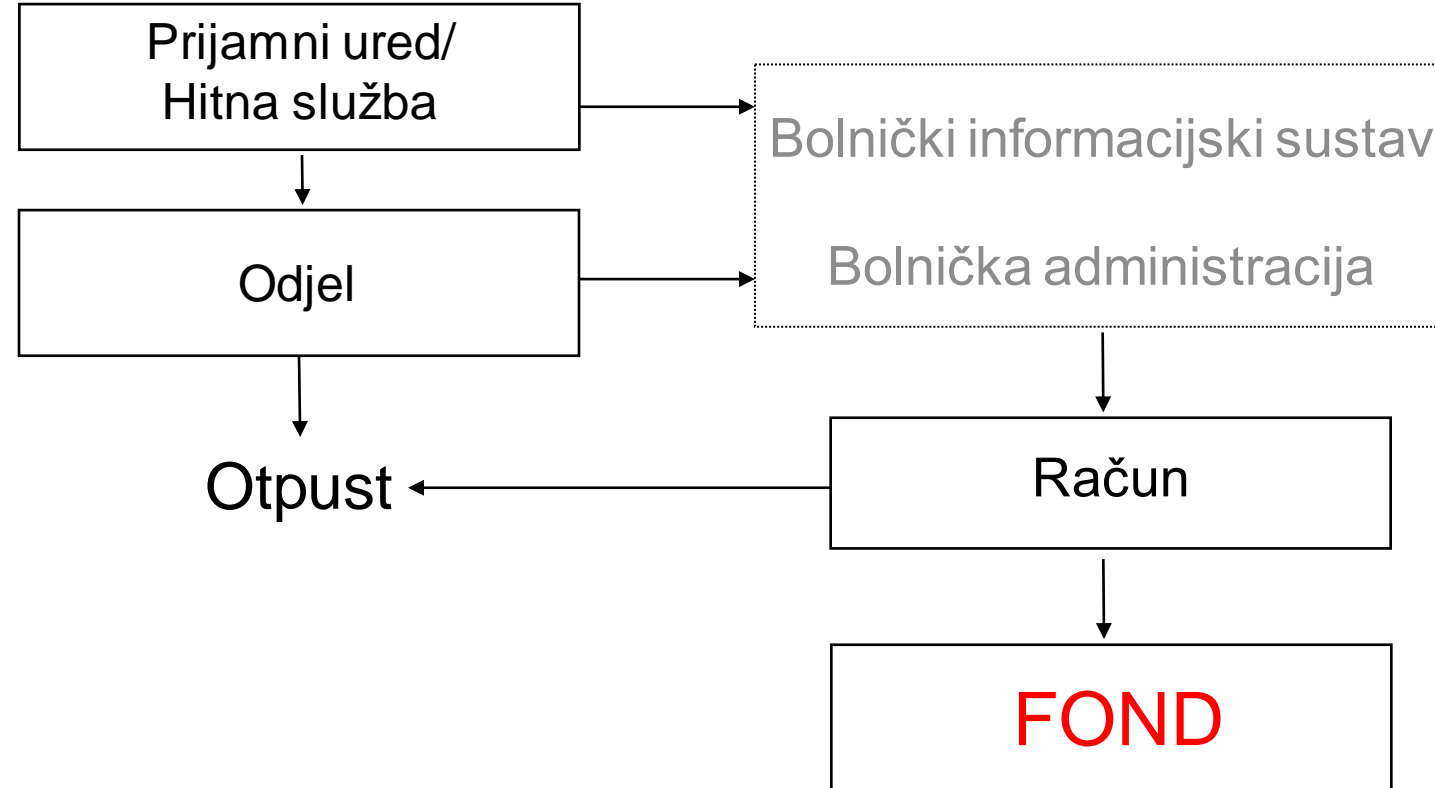 Prijamni ured/
Hitna služba
Bolnički informacijski sustav
Odjel
Bolnička administracija
Otpust
Račun
FOND